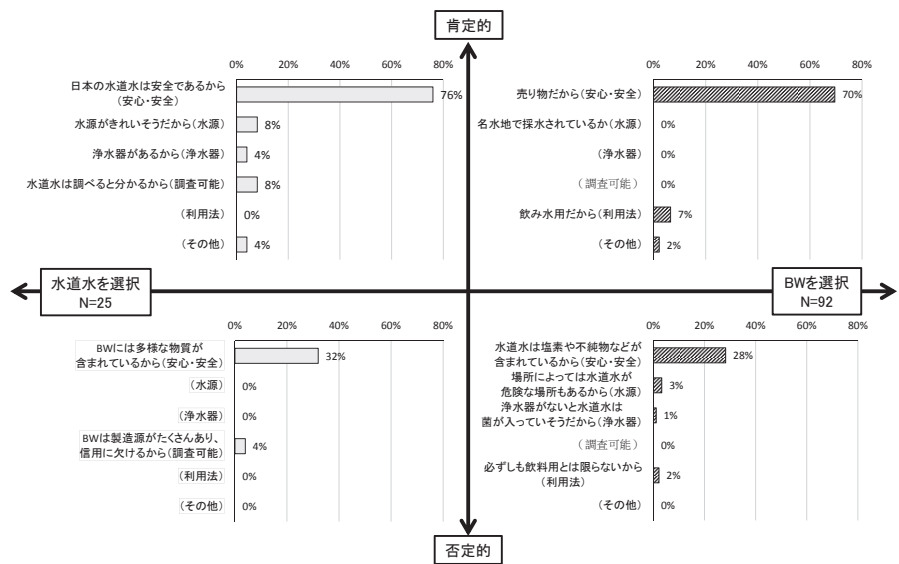 肯定的
0% 20% 40% 60% 80%
日本の水道水は安全であるから
(安心・安全)
76%
水源がきれいそうだから(水源)
8%
浄水器があるから(浄水器)
4%
水道水は調べると分かるから(調査可能)
8%
(利用法)
0%
(その他)
4%
0% 20% 40% 60% 80%
売り物だから(安心・安全)
70%
名水地で採水されているか(水源)
0%
(浄水器)
0%
(調査可能)
0%
飲み水用だから(利用法)
7%
(その他)
2%
水道水を選択
N=25
BWを選択
N=92
0% 20% 40% 60% 80%
BWには多様な物質が
含まれているから(安心・安全)
32%
(水源)
0%
(浄水器)
0%
BWは製造源がたくさんあり、
信用に欠けるから(調査可能)
4%
(利用法)
0%
(その他)
0%
0% 20% 40% 60% 80%
水道水は塩素や不純物などが
含まれているから(安心・安全)
28%
場所によっては水道水が
危険な場所もあるから(水源)
3%
浄水器がないと水道水は
菌が入っていそうだから(浄水器)
1%
(調査可能)
0%
必ずしも飲料用とは限らないから
(利用法)
2%
(その他)
0%
否定的